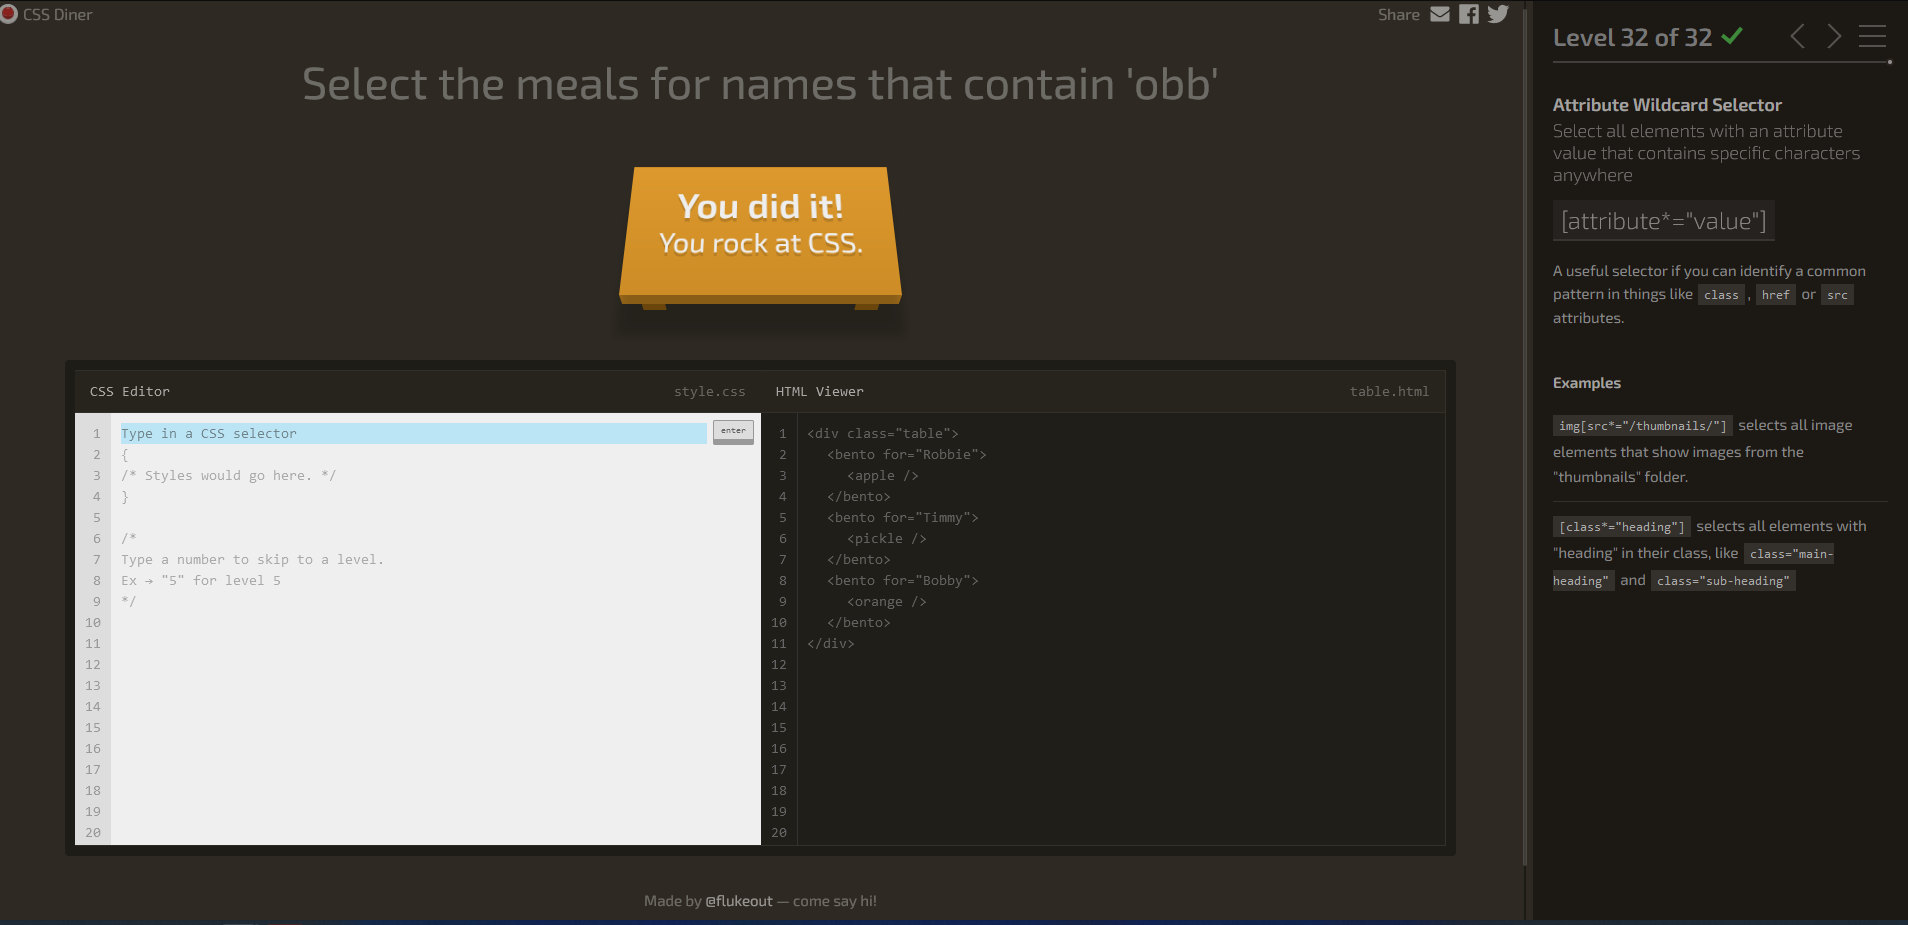 CSS Diner
Share
Select the meals for names that contain 'obb'
You did it!
You rock at CSS.
CSS Editor
style.css
1 Type in a CSS selector
enter
2 {
3 /* Styles would go here. */
4 }
5
6 /*
7 Type a number to skip to a level.
8 Ex → "5" for level 5
9 */
10
11
12
13
14
15
16
17
18
19
20
HTML Viewer
table.html
1 <div class="table">
2 <bento for="Robbie">
3 <apple />
4 </bento>
5 <bento for="Timmy">
6 <pickle />
7 </bento>
8 <bento for="Bobby">
9 <orange />
10 </bento>
11 </div>
12
13
14
15
16
17
18
19
20
Made by @flukeout — come say hi!
Level 32 of 32
Attribute Wildcard Selector
Select all elements with an attribute
value that contains specific characters
anywhere
[attribute*="value"]
A useful selector if you can identify a common
pattern in things like class , href or src
attributes.
Examples
img[src*="/thumbnails/"] selects all image
elements that show images from the
"thumbnails" folder.
[class*="heading"] selects all elements with
"heading" in their class, like class="main-
heading" and class="sub-heading"